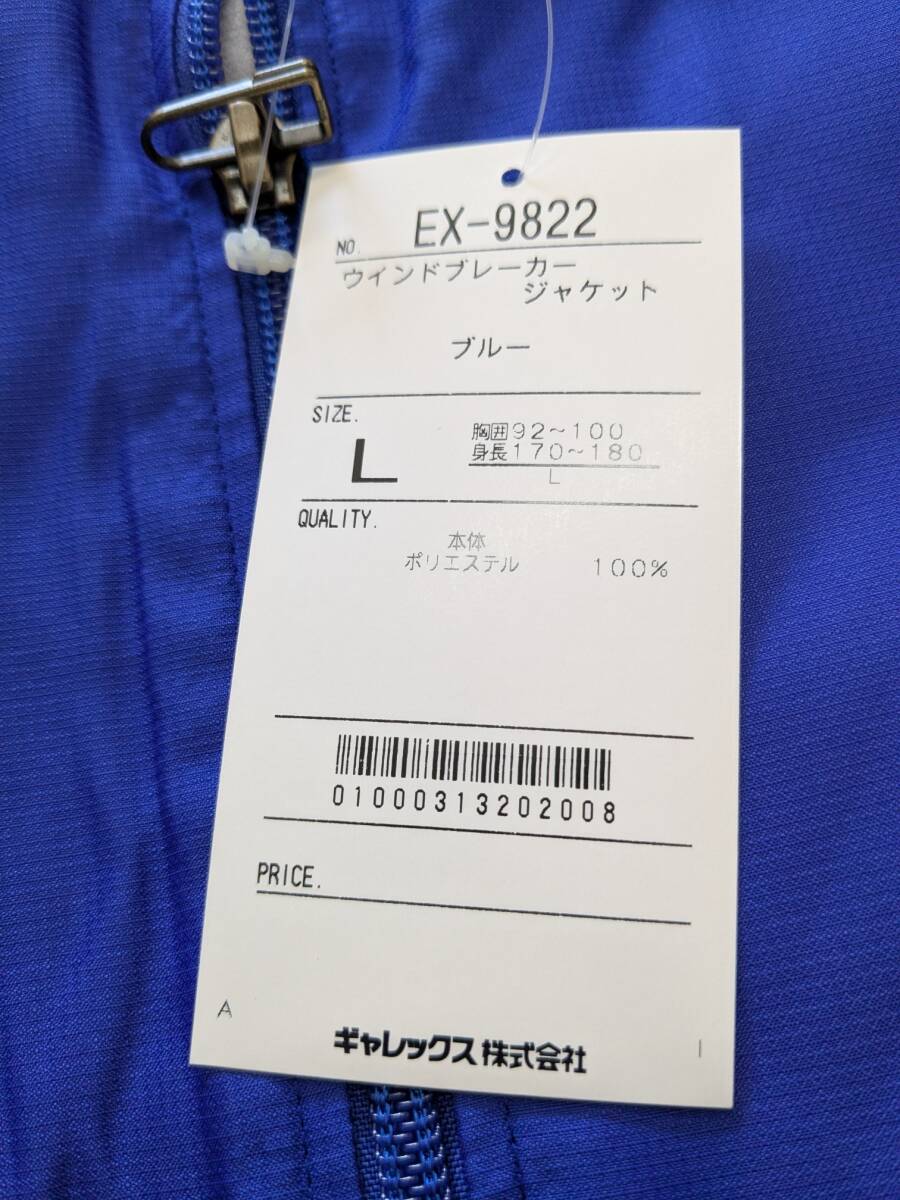 NO. EX-9822
ウインドブレーカー
ジャケット
ブルー
SIZE.
L
胸囲92~100
身長170~180
L
QUALITY.
本体
ポリエステル 100%
01000313202008
PRICE.
A
ギャレックス株式会社